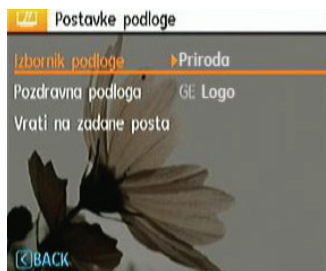 Postavke podloge
Izbornik podloge Priroda
Pozdravna podloga GE Logo
Vrati na zadane posta
BACK